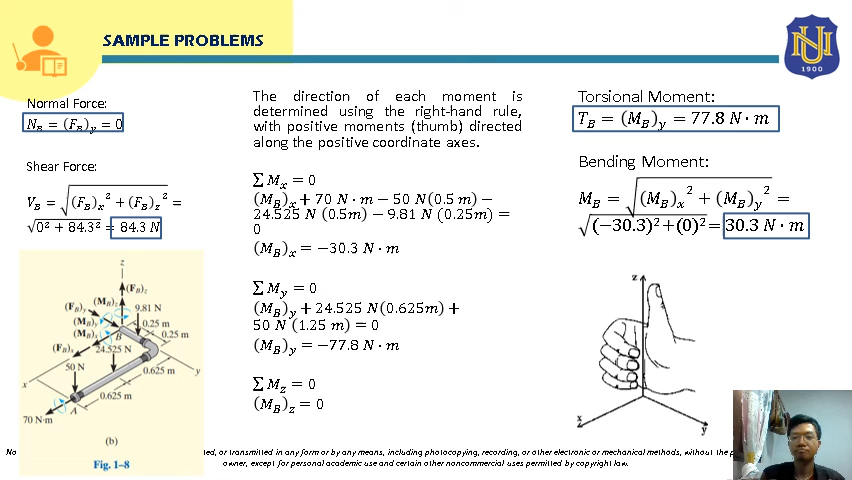 SAMPLE PROBLEMS
1900
Normal Force:
N_B = (F_B)_y = 0
Shear Force:
V_B = √((F_B)_x² + (F_B)_z²) =
√(0² + 84.3²) = 84.3 N
The direction of each moment is
determined using the right-hand rule,
with positive moments (thumb) directed
along the positive coordinate axes.
∑ M_x = 0
(M_B)_x + 70 N · m − 50 N(0.5 m) −
24.525 N (0.5m) − 9.81 N (0.25m) =
0
(M_B)_x = −30.3 N · m
∑ M_y = 0
(M_B)_y + 24.525 N(0.625m) +
50 N (1.25 m) = 0
(M_B)_y = −77.8 N · m
∑ M_z = 0
(M_B)_z = 0
Torsional Moment:
T_B = (M_B)_y = 77.8 N · m
Bending Moment:
M_B = √((M_B)_x² + (M_B)_y²) =
√((−30.3)² + (0)²) = 30.3 N · m
z
(F_B)_z
(M_B)_z
9.81 N
(F_B)_y
(M_B)_y
0.25 m
(M_B)_x
B
0.25 m
(F_B)_x
24.525 N
50 N
0.625 m
x
y
0.625 m
70 N·m
A
(b)
Fig. 1–8
z
x
y
No
ted, or transmitted in any form or by any means, including photocopying, recording, or other electronic or mechanical methods, without the p
owner, except for personal academic use and certain other noncommercial uses permitted by copyright law.